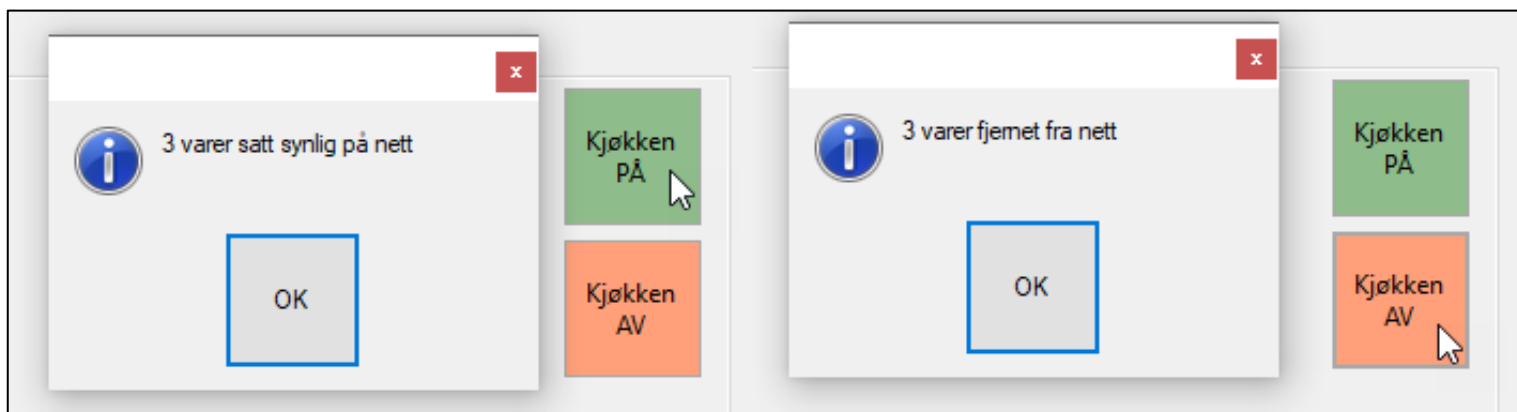 x
3 varer satt synlig på nett
OK
Kjøkken
PÅ
Kjøkken
AV
x
3 varer fjernet fra nett
OK
Kjøkken
PÅ
Kjøkken
AV